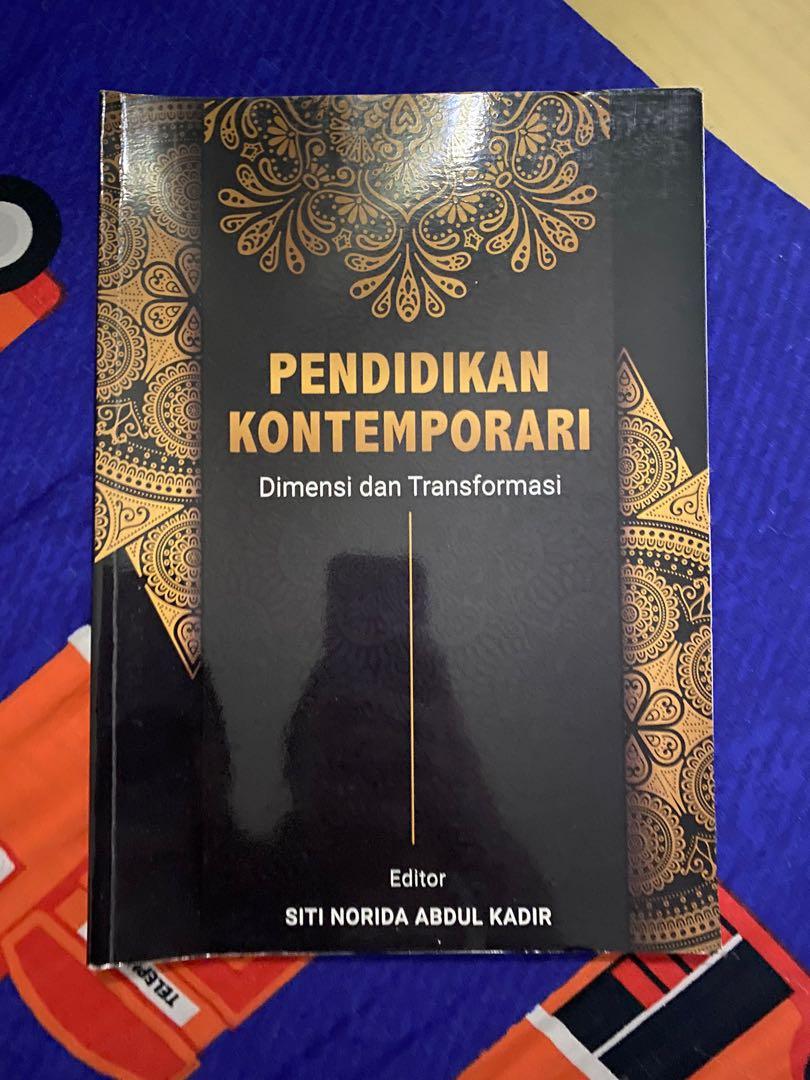 PENDIDIKAN
KONTEMPORARI
Dimensi dan Transformasi
Editor
SITI NORIDA ABDUL KADIR